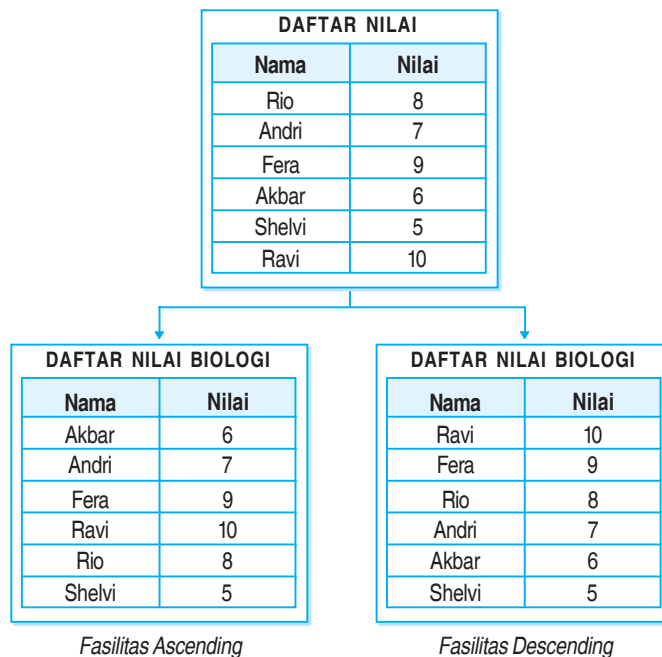 DAFTAR NILAI
Nama Nilai
Rio 8
Andri 7
Fera 9
Akbar 6
Shelvi 5
Ravi 10
DAFTAR NILAI BIOLOGI
Nama Nilai
Akbar 6
Andri 7
Fera 9
Ravi 10
Rio 8
Shelvi 5
Fasilitas Ascending
DAFTAR NILAI BIOLOGI
Nama Nilai
Ravi 10
Fera 9
Rio 8
Andri 7
Akbar 6
Shelvi 5
Fasilitas Descending